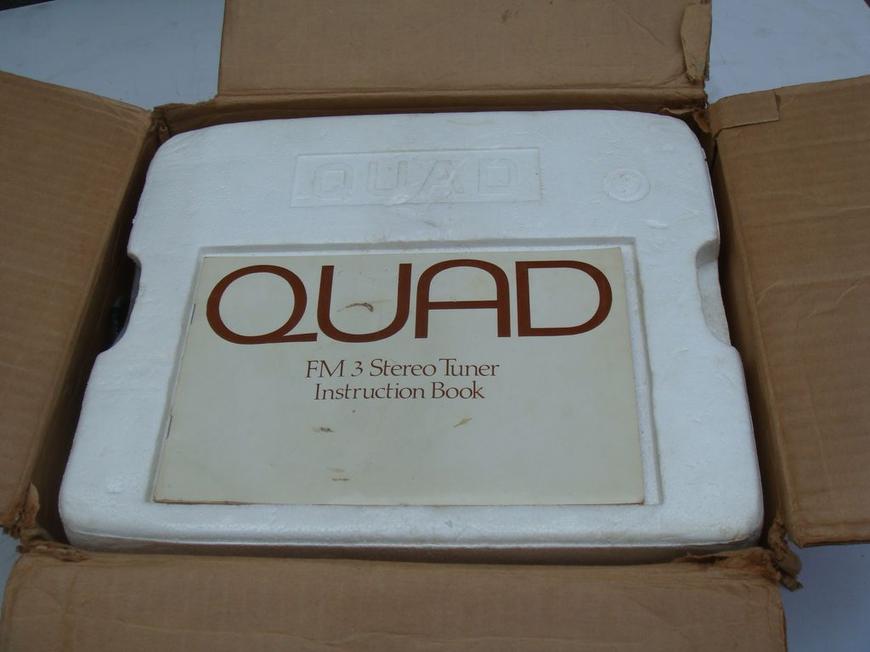 QUAD
QUAD
FM 3 Stereo Tuner
Instruction Book